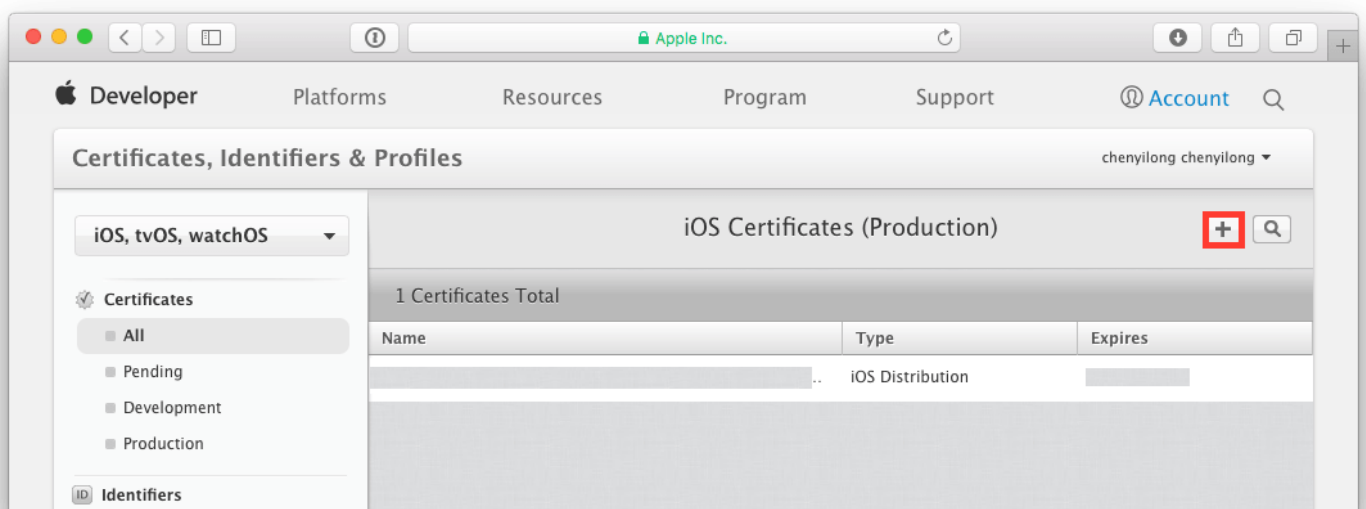 Apple Inc.
Developer Platforms Resources Program Support Account
Certificates, Identifiers & Profiles chenyilong chenyilong
iOS, tvOS, watchOS
iOS Certificates (Production)
Certificates
All
Pending
Development
Production
ID Identifiers
1 Certificates Total
Name Type Expires
.. iOS Distribution